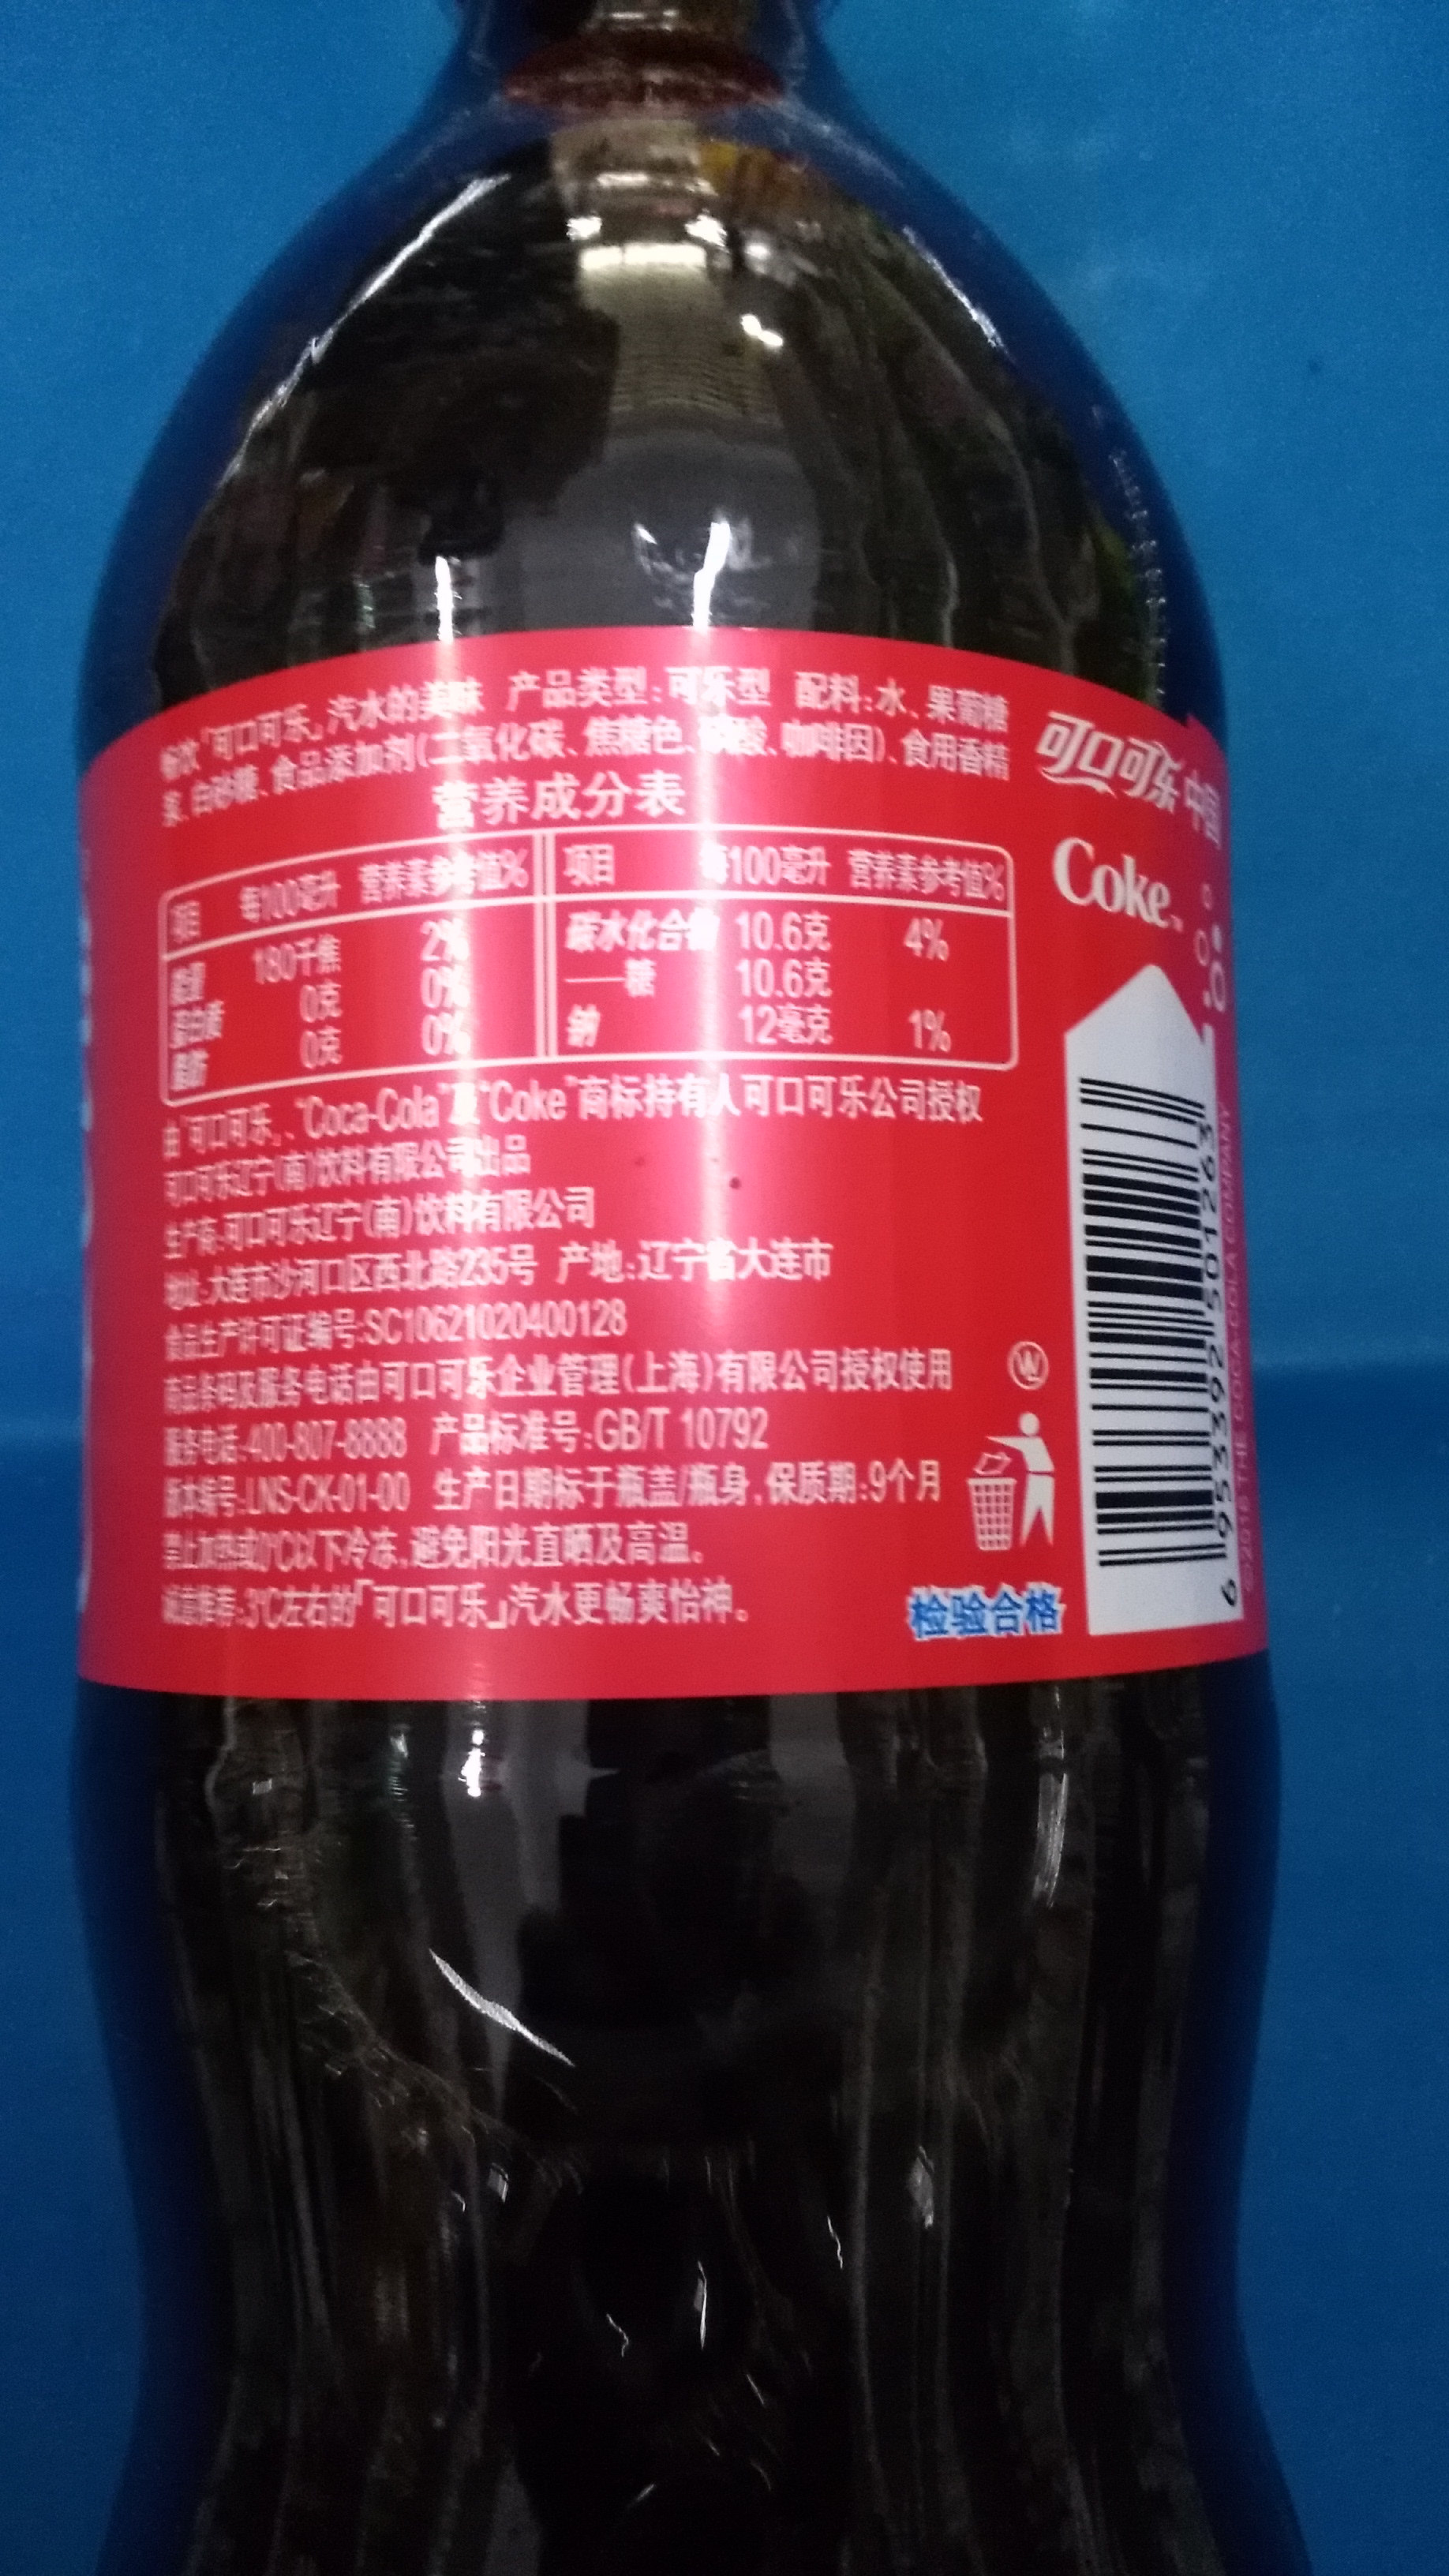 畅饮「可口可乐」汽水的美味 产品类型:可乐型 配料:水、果葡糖
浆、白砂糖、食品添加剂(二氧化碳、焦糖色、磷酸、咖啡因)、食用香精
营养成分表
项目 每100毫升 营养素参考值%
能量 180千焦 2%
蛋白质 0克 0%
脂肪 0克 0%
项目 每100毫升 营养素参考值%
碳水化合物 10.6克 4%
——糖 10.6克
钠 12毫克 1%
由「可口可乐」、“Coca-Cola”及“Coke”商标持有人可口可乐公司授权
可口可乐辽宁(南)饮料有限公司出品
生产商:可口可乐辽宁(南)饮料有限公司
地址:大连市沙河口区西北路235号 产地:辽宁省大连市
食品生产许可证编号:SC10621020400128
商品条码及服务电话由可口可乐企业管理(上海)有限公司授权使用
服务电话:400-807-8888 产品标准号:GB/T 10792
版本编号:LNS-CK-01-00 生产日期标于瓶盖/瓶身,保质期:9个月
禁止加热或0℃以下冷冻,避免阳光直晒及高温。
诚意推荐:3℃左右的「可口可乐」汽水更畅爽怡神。
检验合格
可口可乐 中国
Coke
6 953392 501263
THE COCA-COLA COMPANY